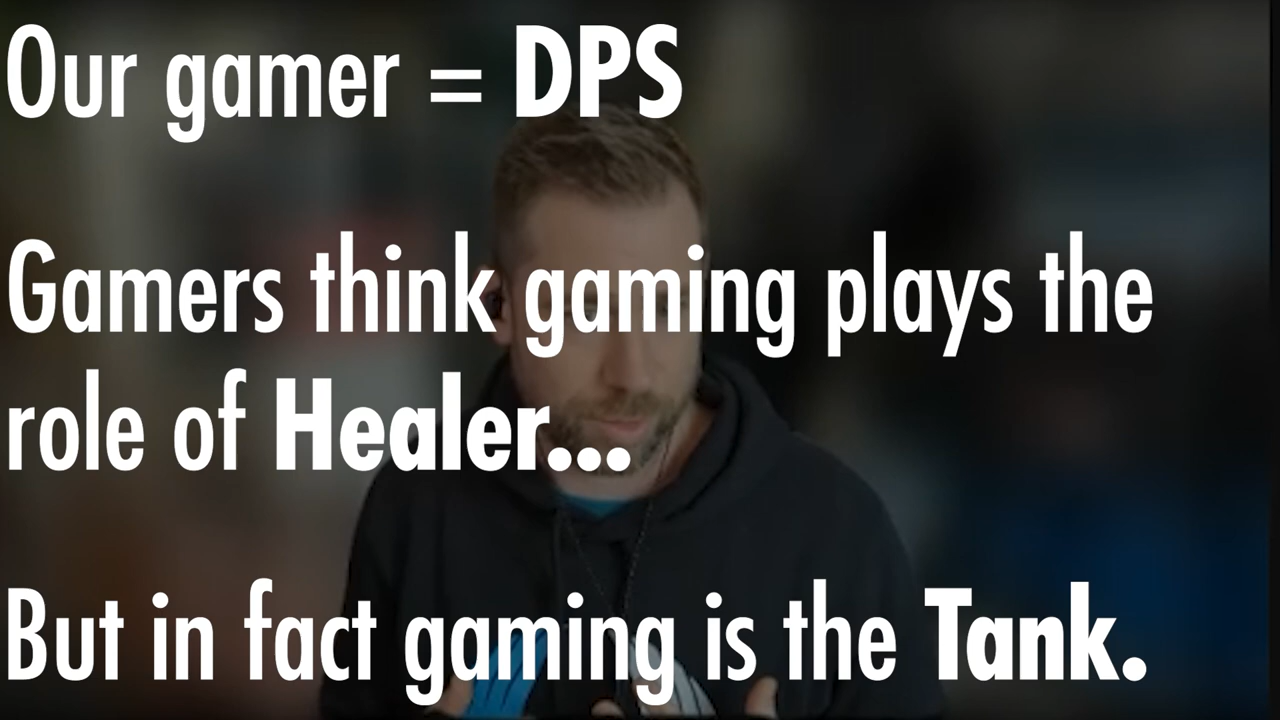 Our gamer = DPS
Gamers think gaming plays the
role of Healer...
But in fact gaming is the Tank.